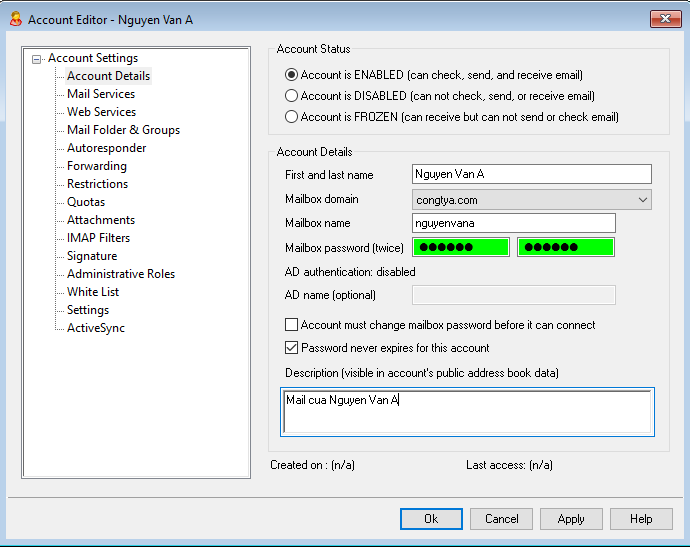 Account Editor - Nguyen Van A
Account Settings
Account Details
Mail Services
Web Services
Mail Folder & Groups
Autoresponder
Forwarding
Restrictions
Quotas
Attachments
IMAP Filters
Signature
Administrative Roles
White List
Settings
ActiveSync
Account Status
Account is ENABLED (can check, send, and receive email)
Account is DISABLED (can not check, send, or receive email)
Account is FROZEN (can receive but can not send or check email)
Account Details
First and last name Nguyen Van A
Mailbox domain congtya.com
Mailbox name nguyenvana
Mailbox password (twice) ●●●●●● ●●●●●●
AD authentication: disabled
AD name (optional)
Account must change mailbox password before it can connect
Password never expires for this account
Description (visible in account's public address book data)
Mail cua Nguyen Van A
Created on : (n/a) Last access: (n/a)
Ok Cancel Apply Help